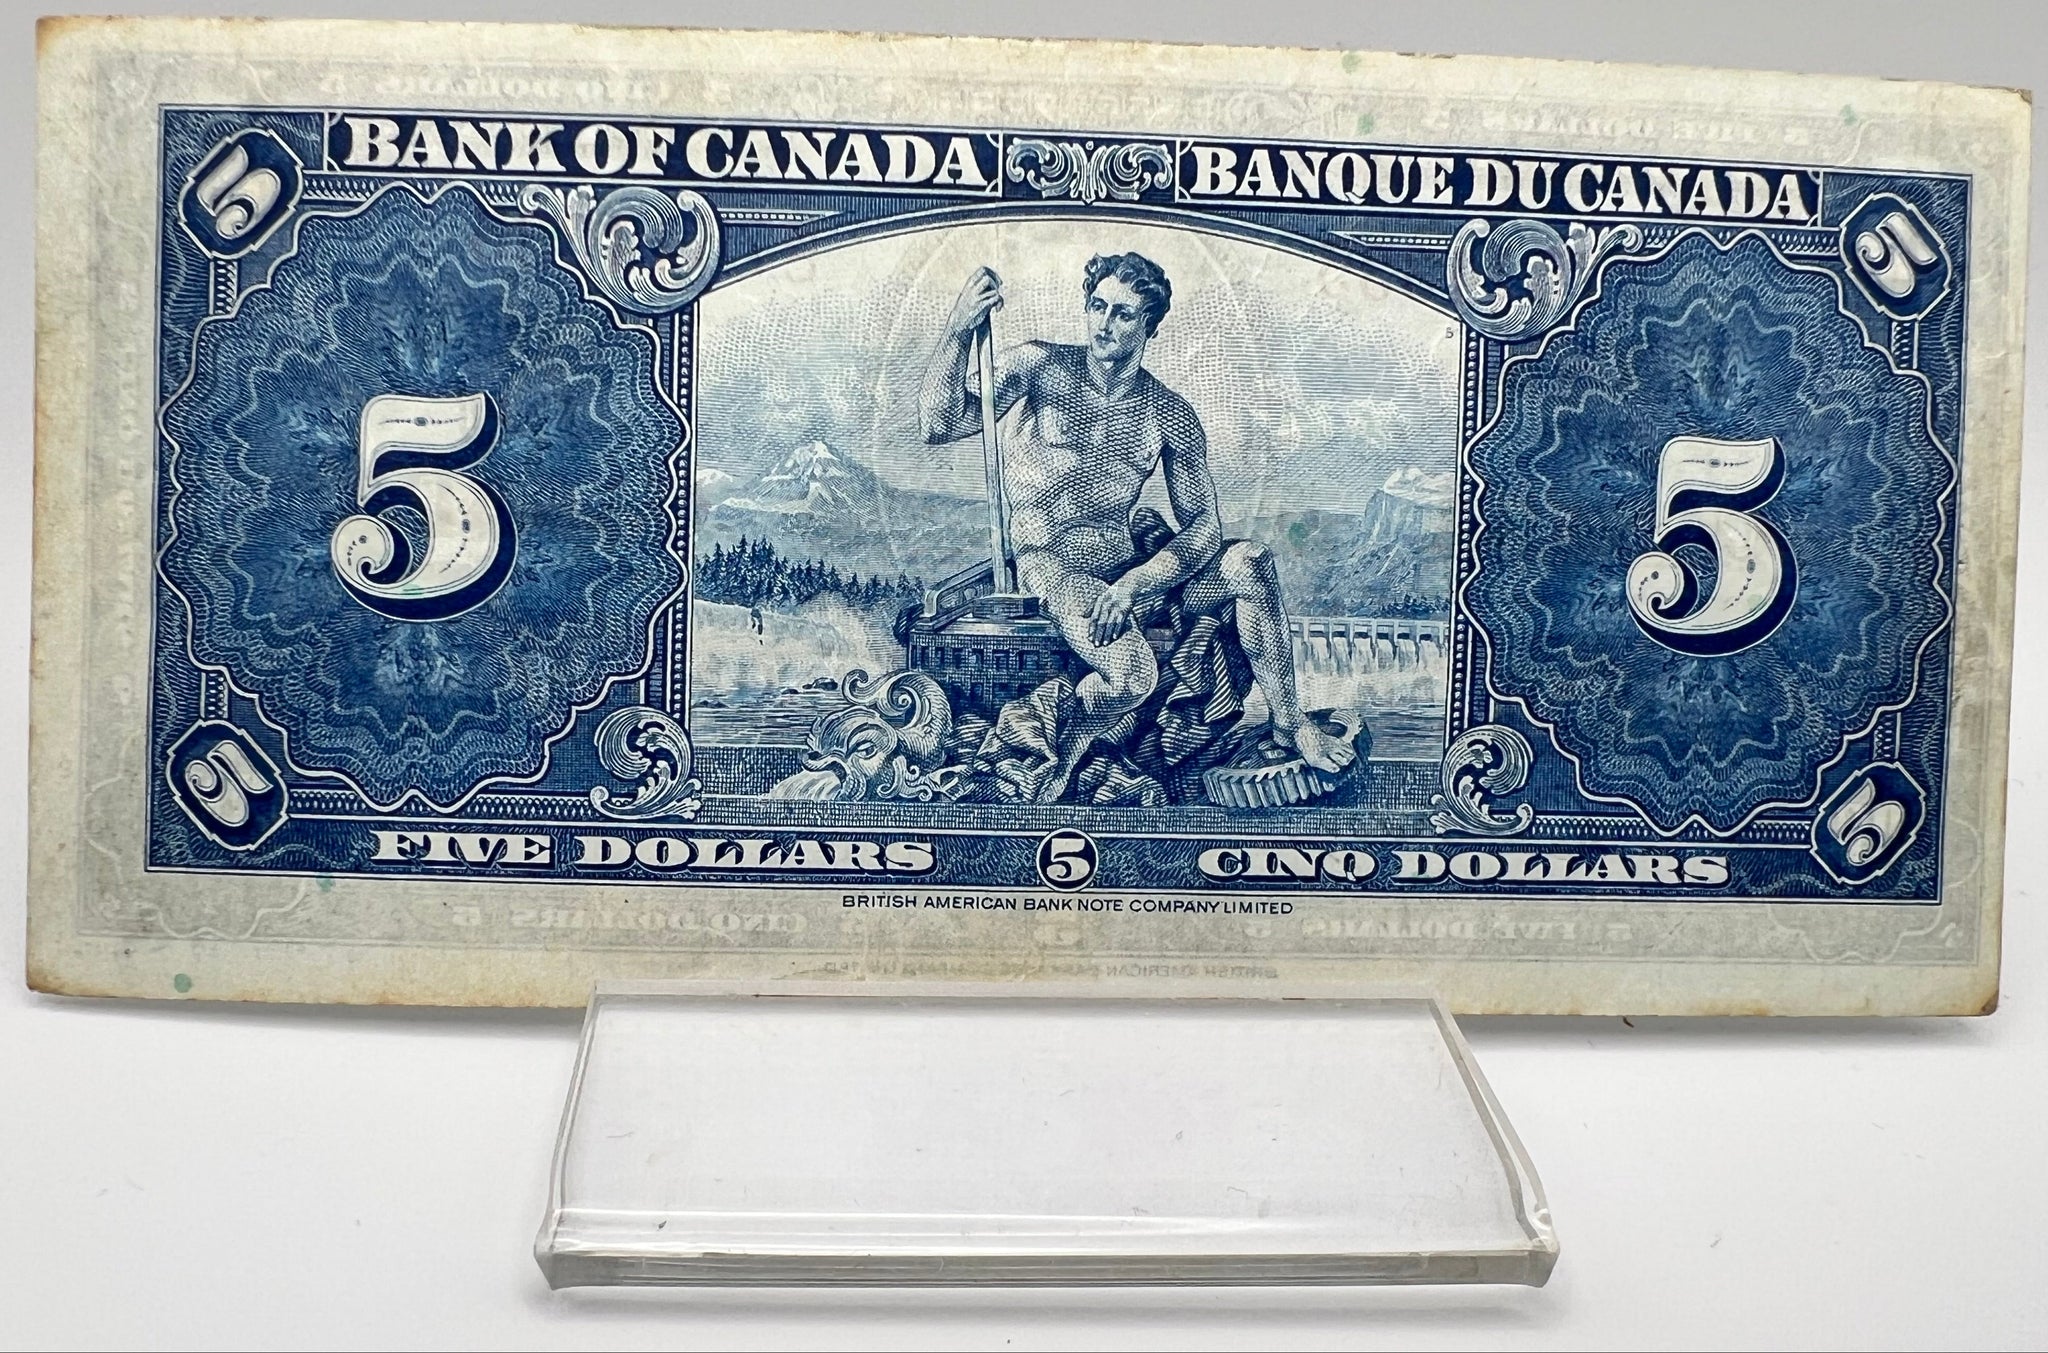 BANK OF CANADA BANQUE DU CANADA
5 5
5 5
5 5
FIVE DOLLARS 5 CINQ DOLLARS
BRITISH AMERICAN BANK NOTE COMPANY LIMITED